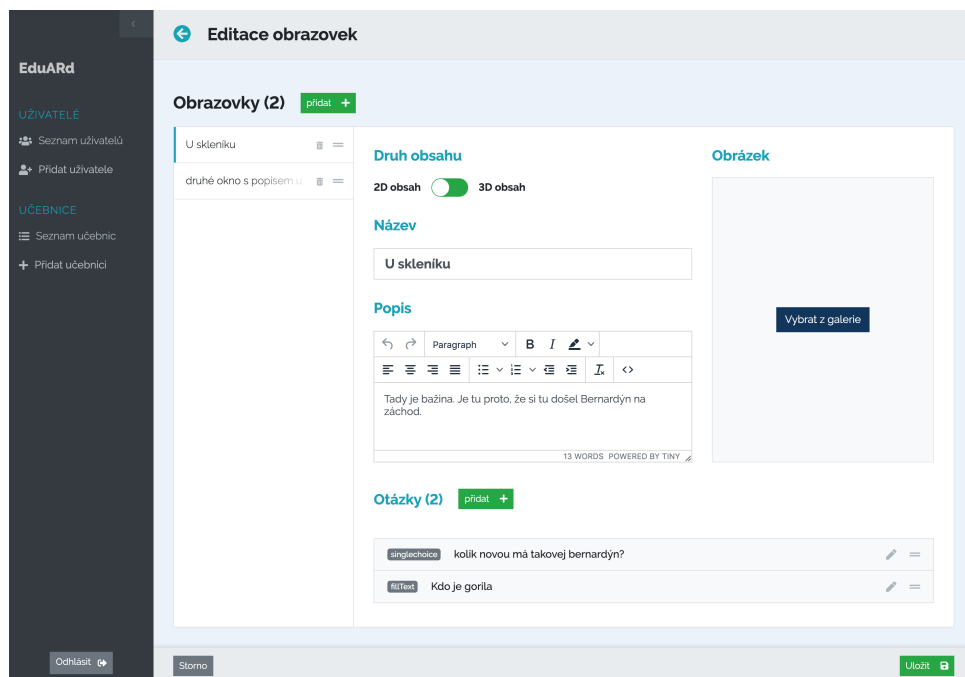 Editace obrazovek
EduARd
UŽIVATELÉ
Seznam uživatelů
Přidat uživatele
UČEBNICE
Seznam učebnic
Přidat učebnici
Odhlásit
Obrazovky (2)
přidat +
U skleníku
druhé okno s popisem u
Druh obsahu
2D obsah 3D obsah
Název
U skleníku
Popis
Paragraph
B I
Tady je bažina. Je tu proto, že si tu došel Bernardýn na
záchod.
13 WORDS POWERED BY TINY
Obrázek
Vybrat z galerie
Otázky (2)
přidat +
singlechoice kolik novou má takovej bernardýn?
fillText Kdo je gorila
Storno
Uložit